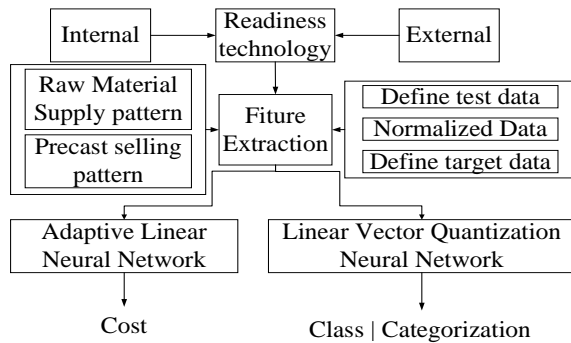 Internal
Readiness
technology
External
Raw Material
Supply pattern
Precast selling
pattern
Fiture
Extraction
Define test data
Normalized Data
Define target data
Adaptive Linear
Neural Network
Linear Vector Quantization
Neural Network
Cost
Class | Categorization